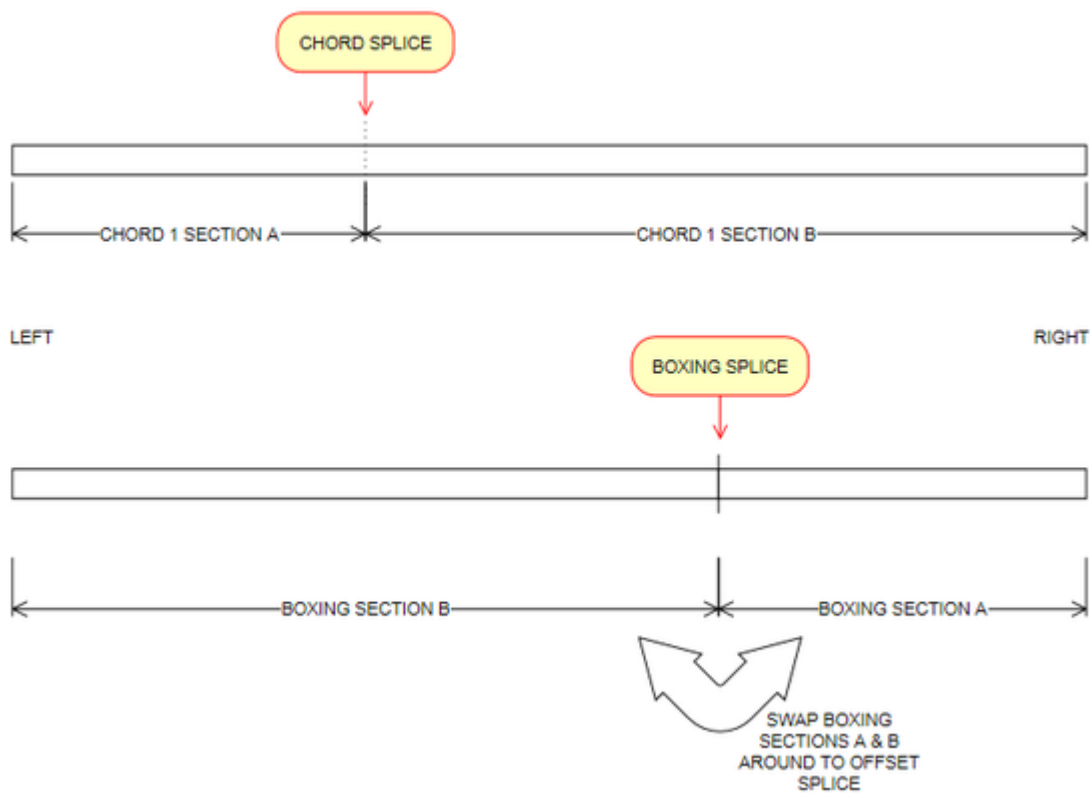 CHORD SPLICE
CHORD 1 SECTION A
CHORD 1 SECTION B
LEFT
RIGHT
BOXING SPLICE
BOXING SECTION B
BOXING SECTION A
SWAP BOXING
SECTIONS A & B
AROUND TO OFFSET
SPLICE